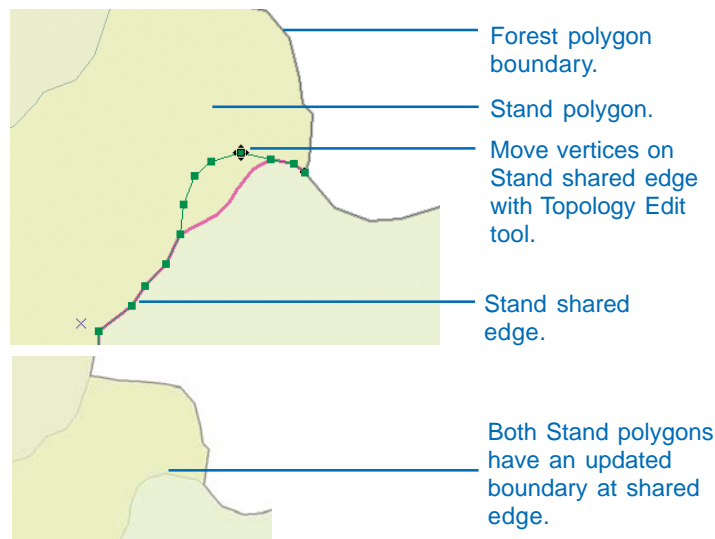 Forest polygon
boundary.
Stand polygon.
Move vertices on
Stand shared edge
with Topology Edit
tool.
Stand shared
edge.
Both Stand polygons
have an updated
boundary at shared
edge.